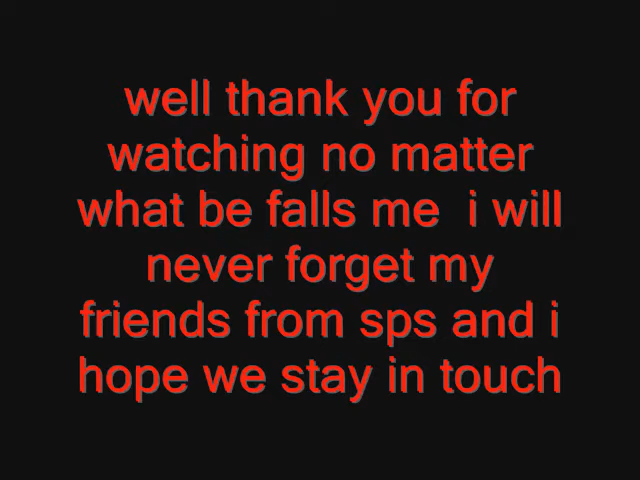 well thank you for
watching no matter
what be falls me  i will
never forget my
friends from sps and i
hope we stay in touch